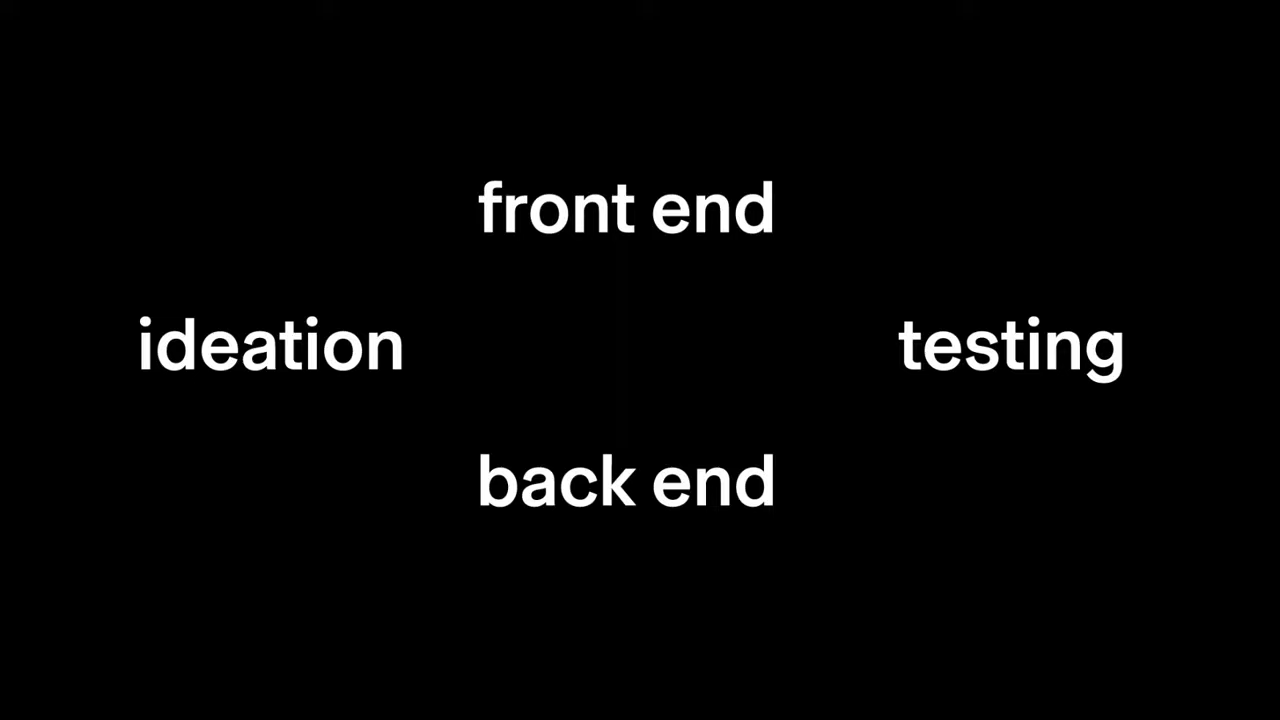 front end
ideation
testing
back end